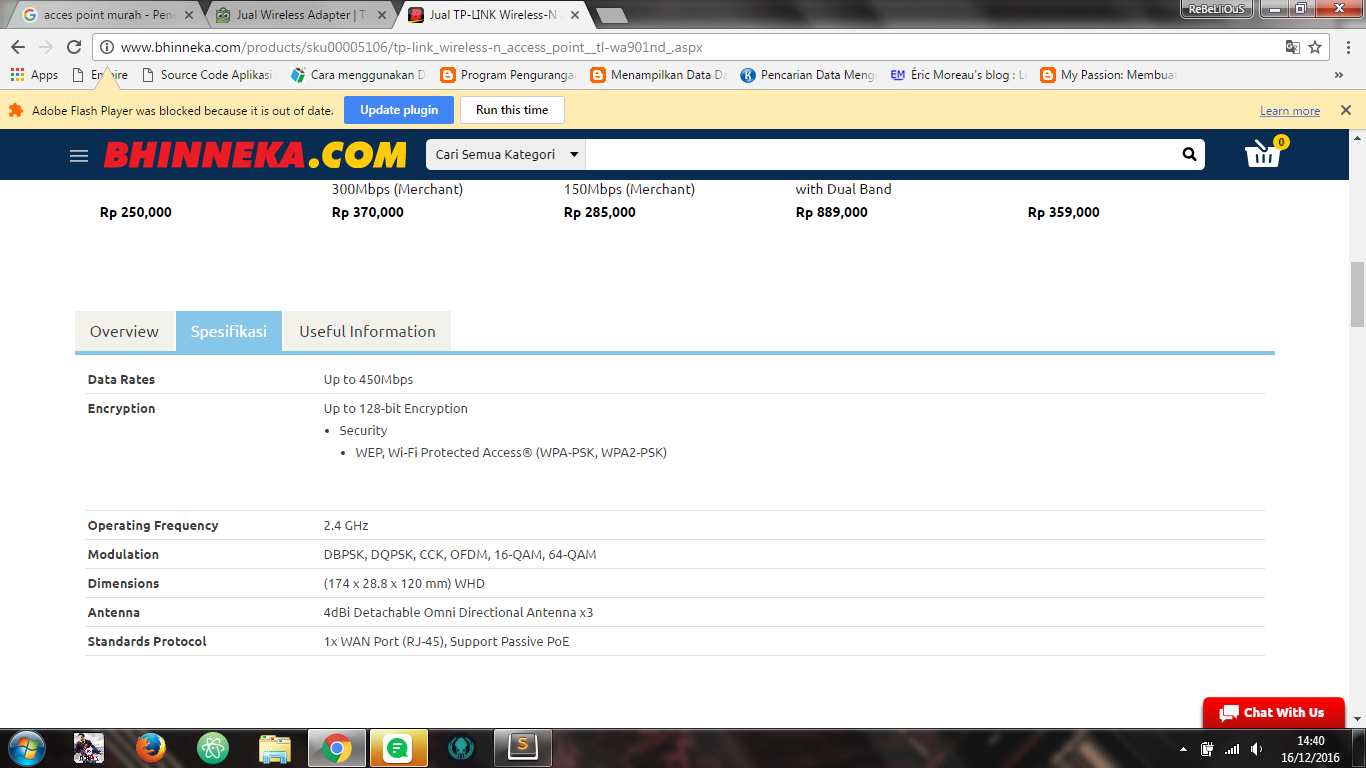 acces point murah - Pene
Jual Wireless Adapter | T
Jual TP-LINK Wireless-N
ReBeLliOuS
www.bhinneka.com/products/sku00005106/tp-link_wireless-n_access_point__tl-wa901nd_.aspx
Apps
Empire
Source Code Aplikasi
Cara menggunakan D
Program Pengurangan
Menampilkan Data Da
Pencarian Data Meng
EM Éric Moreau's blog : Li
My Passion: Membuat
»
Adobe Flash Player was blocked because it is out of date.
Update plugin
Run this time
Learn more
BHINNEKA.COM
Cari Semua Kategori
0
300Mbps (Merchant)
150Mbps (Merchant)
with Dual Band
Rp 250,000
Rp 370,000
Rp 285,000
Rp 889,000
Rp 359,000
Overview
Spesifikasi
Useful Information
Data Rates Up to 450Mbps
Encryption Up to 128-bit Encryption
• Security
• WEP, Wi-Fi Protected Access® (WPA-PSK, WPA2-PSK)
Operating Frequency 2.4 GHz
Modulation DBPSK, DQPSK, CCK, OFDM, 16-QAM, 64-QAM
Dimensions (174 x 28.8 x 120 mm) WHD
Antenna 4dBi Detachable Omni Directional Antenna x3
Standards Protocol 1x WAN Port (RJ-45), Support Passive PoE
Chat With Us
14:40
16/12/2016